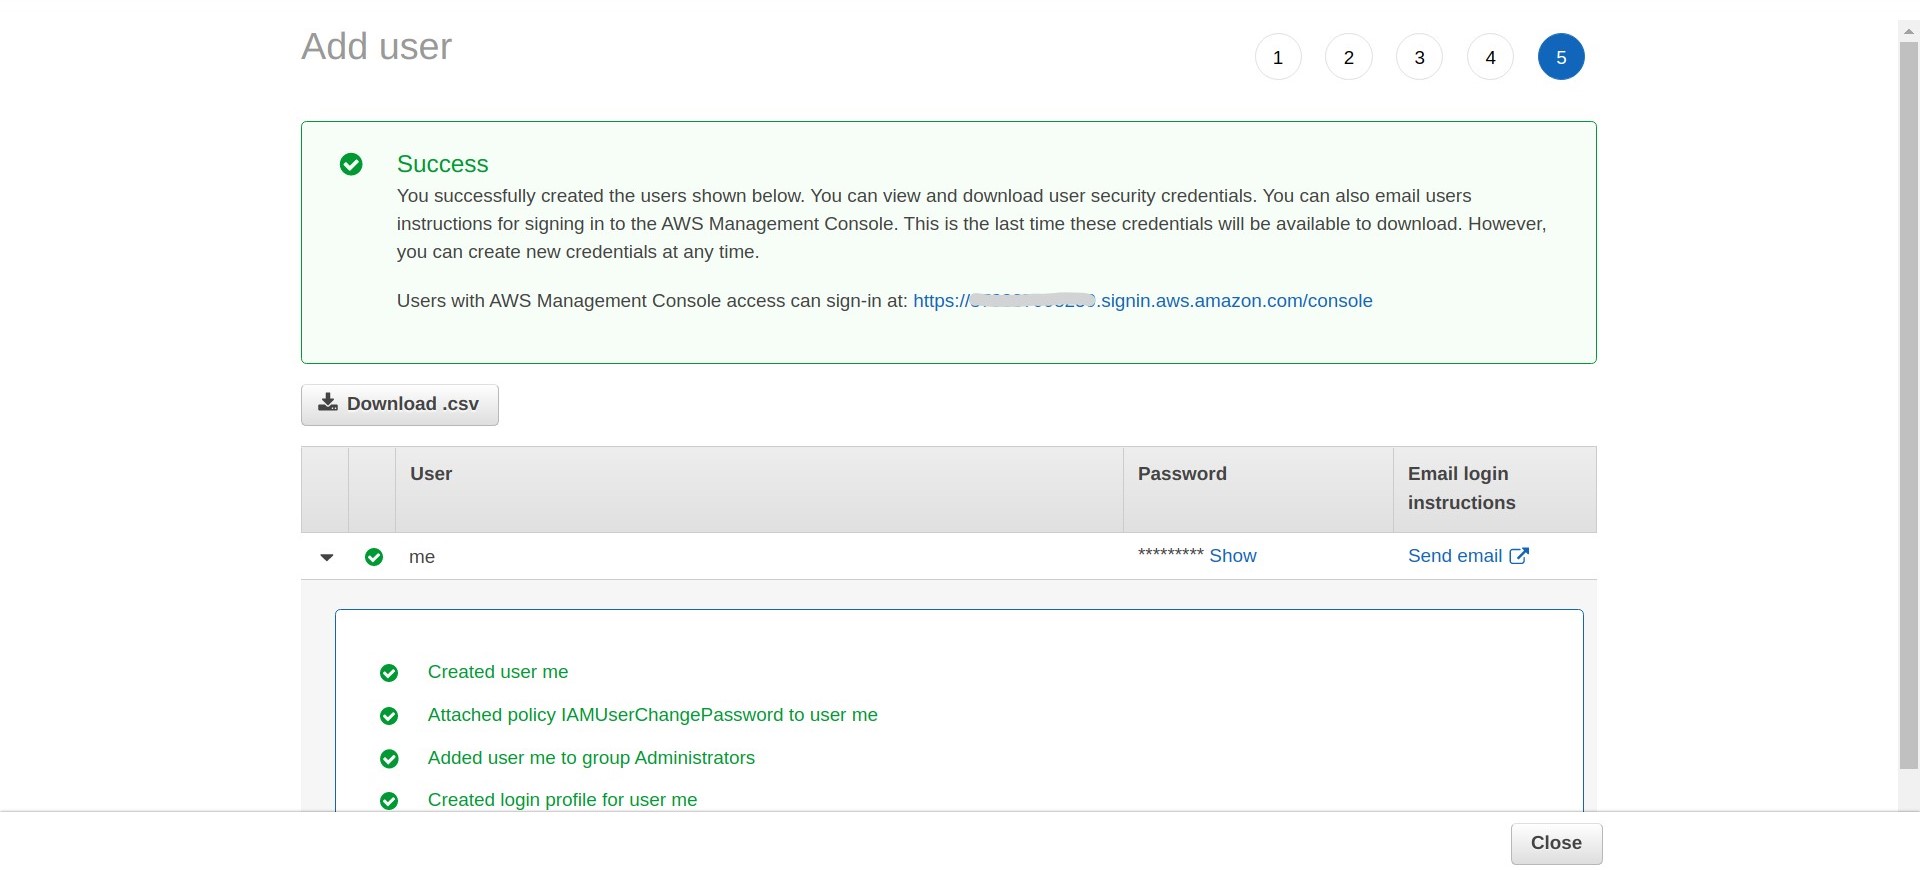 Add user
1 2 3 4 5
Success
You successfully created the users shown below. You can view and download user security credentials. You can also email users
instructions for signing in to the AWS Management Console. This is the last time these credentials will be available to download. However,
you can create new credentials at any time.
Users with AWS Management Console access can sign-in at: https:// .signin.aws.amazon.com/console
Download .csv
User Password Email login
instructions
me ********* Show Send email
Created user me
Attached policy IAMUserChangePassword to user me
Added user me to group Administrators
Created login profile for user me
Close